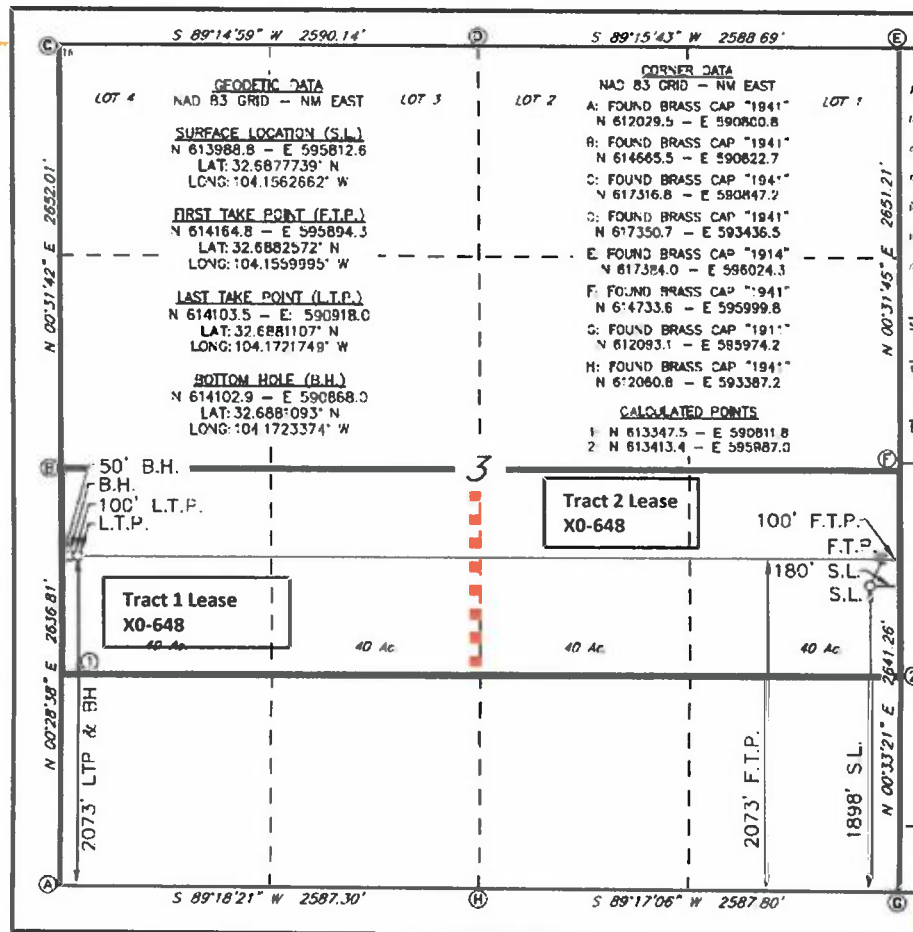 S 89°14'59" W 2590.14'
S 89°15'43" W 2588.69'
C
D
E
16
LOT 4
LOT 3
LOT 2
LOT 1
GEODETIC DATA
NAD 83 GRID - NM EAST
SURFACE LOCATION (S.L.)
N 613988.8 - E 595812.6
LAT: 32.6877739° N
LONG: 104.1562662° W
FIRST TAKE POINT (F.T.P.)
N 614164.8 - E 595894.3
LAT: 32.6882572° N
LONG: 104.1559995° W
LAST TAKE POINT (L.T.P.)
N 614103.5 - E: 590918.0
LAT: 32.6881107° N
LONG: 104.1721749° W
BOTTOM HOLE (B.H.)
N 614102.9 - E 590868.0
LAT: 32.6881093° N
LONG: 104.1723374° W
CORNER DATA
NAD 83 GRID - NM EAST
A: FOUND BRASS CAP "1941"
N 612029.5 - E 590800.8
B: FOUND BRASS CAP "1941"
N 614665.5 - E 590822.7
C: FOUND BRASS CAP "1941"
N 617316.8 - E 590847.2
D: FOUND BRASS CAP "1941"
N 617350.7 - E 593436.5
E: FOUND BRASS CAP "1914"
N 617384.0 - E 596024.3
F: FOUND BRASS CAP "1941"
N 614733.6 - E 595999.8
G: FOUND BRASS CAP "1911"
N 612093.1 - E 595974.2
H: FOUND BRASS CAP "1941"
N 612060.8 - E 593387.2
CALCULATED POINTS
1: N 613347.5 - E 590811.8
2: N 613413.4 - E 595987.0
N 00°31'42" E 2652.01'
N 00°31'45" E 2651.21'
B
F
3
50' B.H.
B.H.
100' L.T.P.
L.T.P.
Tract 2 Lease
X0-648
100' F.T.P.
F.T.P.
180' S.L.
S.L.
Tract 1 Lease
X0-648
40 Ac.
40 Ac.
40 Ac.
40 Ac.
1
N 00°28'38" E 2636.81'
2073' LTP & BH
2073' F.T.P.
1898' S.L.
N 00°33'21" E 2641.26'
A
H
G
S 89°18'21" W 2587.30'
S 89°17'06" W 2587.80'